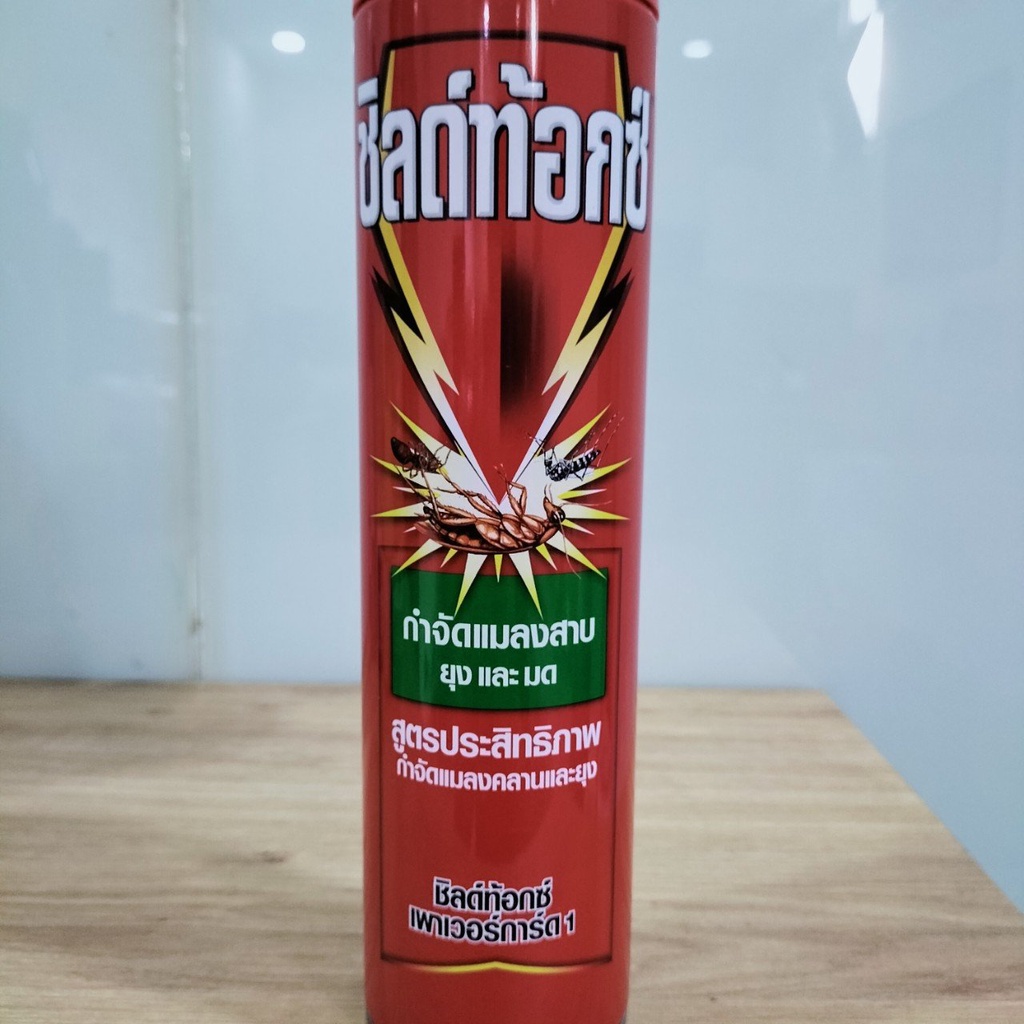 ชิลด์ท้อกซ์
กำจัดแมลงสาบ
ยุง และ มด
สูตรประสิทธิภาพ
กำจัดแมลงคลานและยุง
ชิลด์ท้อกซ์
เพาเวอร์การ์ด 1